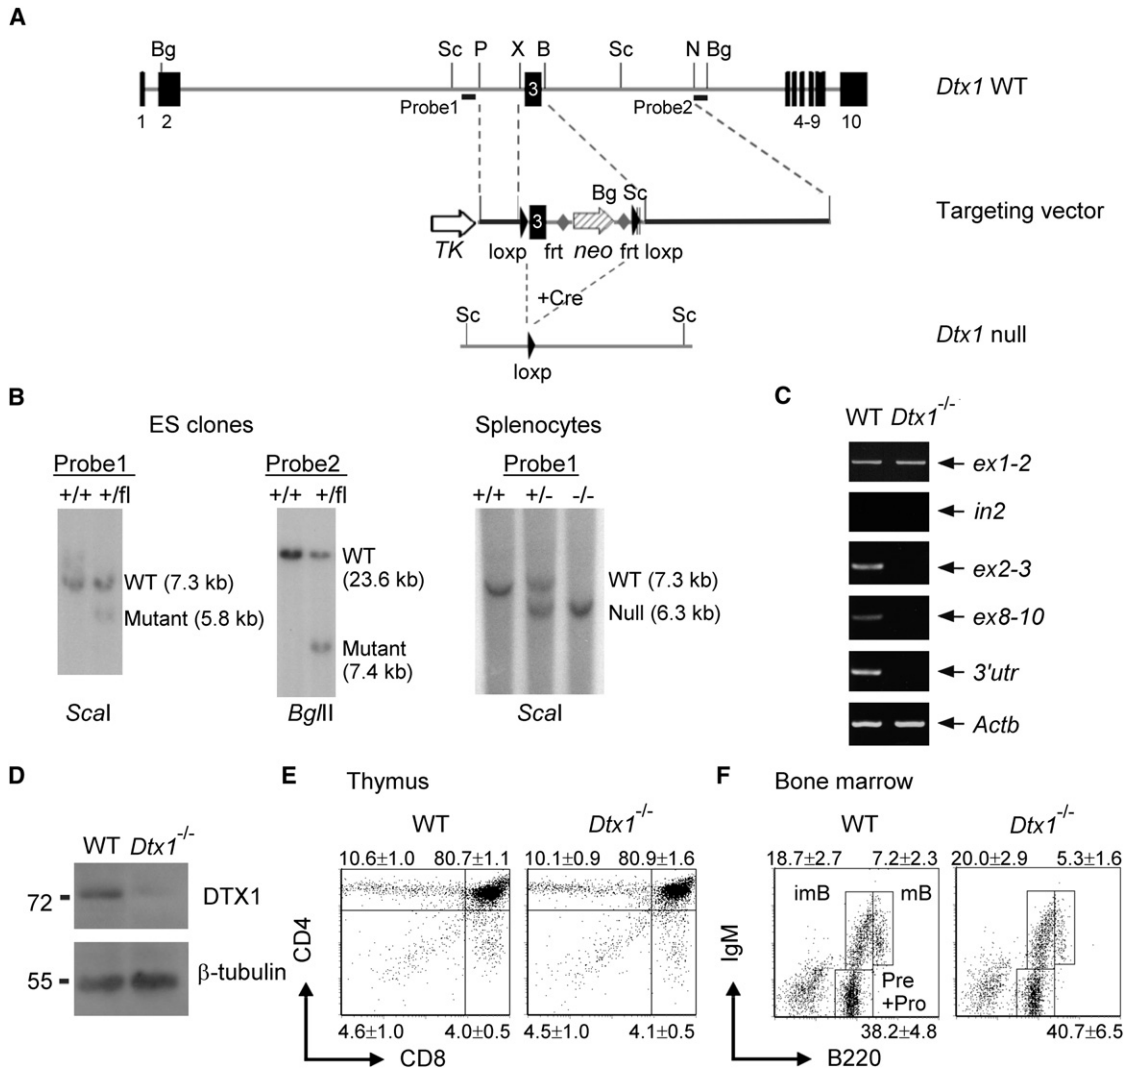 A
Bg Sc P X B Sc N Bg
3
Dtx1 WT
Probe1 Probe2
1 2 4-9 10
Bg Sc
3
Targeting vector
TK loxp frt neo frt loxp
+Cre
Sc Sc
Dtx1 null
loxp
B
ES clones Splenocytes
Probe1 Probe2 Probe1
+/+ +/fl +/+ +/fl +/+ +/- -/-
WT (7.3 kb)
Mutant (5.8 kb)
WT
(23.6 kb)
Mutant
(7.4 kb)
WT (7.3 kb)
Null (6.3 kb)
ScaI BglII ScaI
C
WT Dtx1-/-
ex1-2
in2
ex2-3
ex8-10
3'utr
Actb
D
WT Dtx1-/-
72 DTX1
55 β-tubulin
E Thymus
WT Dtx1-/-
10.6±1.0 80.7±1.1 10.1±0.9 80.9±1.6
CD4
4.6±1.0 4.0±0.5 4.5±1.0 4.1±0.5
CD8
F Bone marrow
WT Dtx1-/-
18.7±2.7 7.2±2.3 20.0±2.9 5.3±1.6
imB mB
IgM
Pre
+Pro
38.2±4.8 40.7±6.5
B220